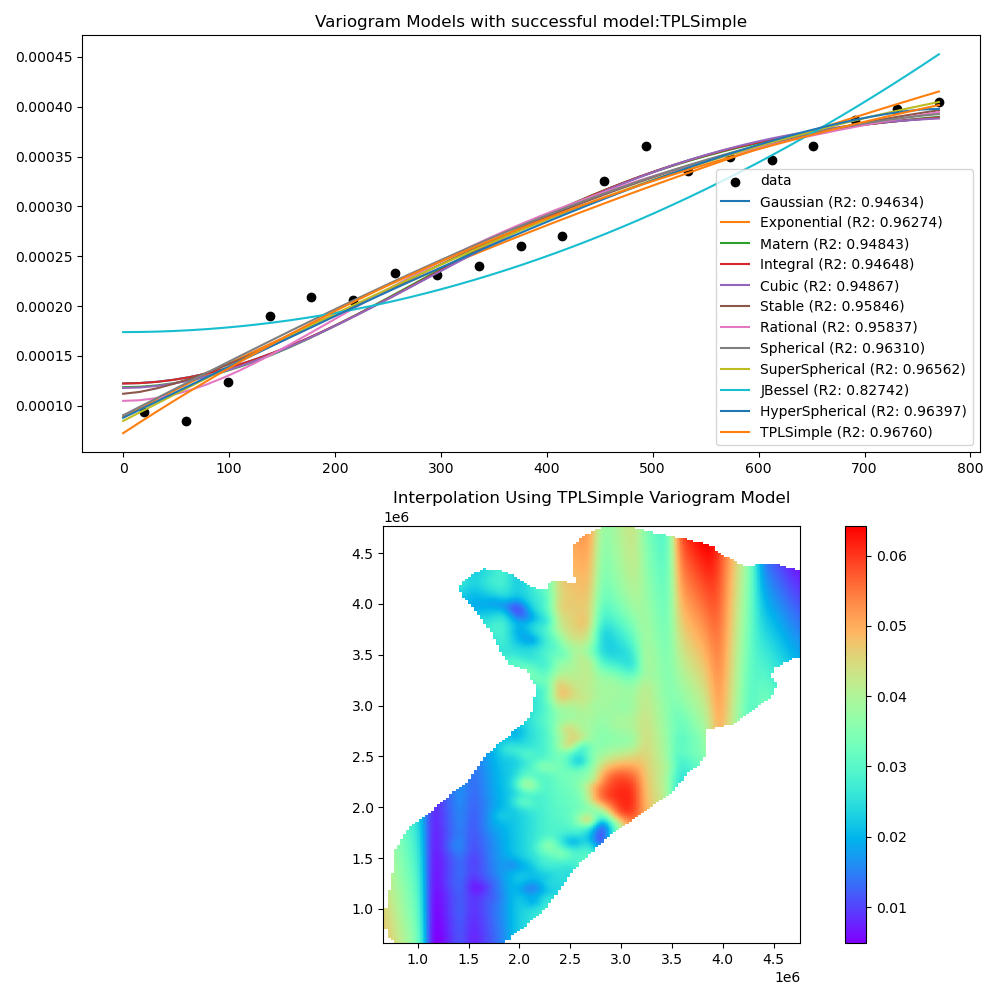 Variogram Models with successful model:TPLSimple
0.00045
0.00040
0.00035
0.00030
0.00025
0.00020
0.00015
0.00010
data
Gaussian (R2: 0.94634)
Exponential (R2: 0.96274)
Matern (R2: 0.94843)
Integral (R2: 0.94648)
Cubic (R2: 0.94867)
Stable (R2: 0.95846)
Rational (R2: 0.95837)
Spherical (R2: 0.96310)
SuperSpherical (R2: 0.96562)
JBessel (R2: 0.82742)
HyperSpherical (R2: 0.96397)
TPLSimple (R2: 0.96760)
0 100 200 300 400 500 600 700 800
Interpolation Using TPLSimple Variogram Model
1e6
4.5
4.0
3.5
3.0
2.5
2.0
1.5
1.0
1.0 1.5 2.0 2.5 3.0 3.5 4.0 4.5
1e6
0.06
0.05
0.04
0.03
0.02
0.01